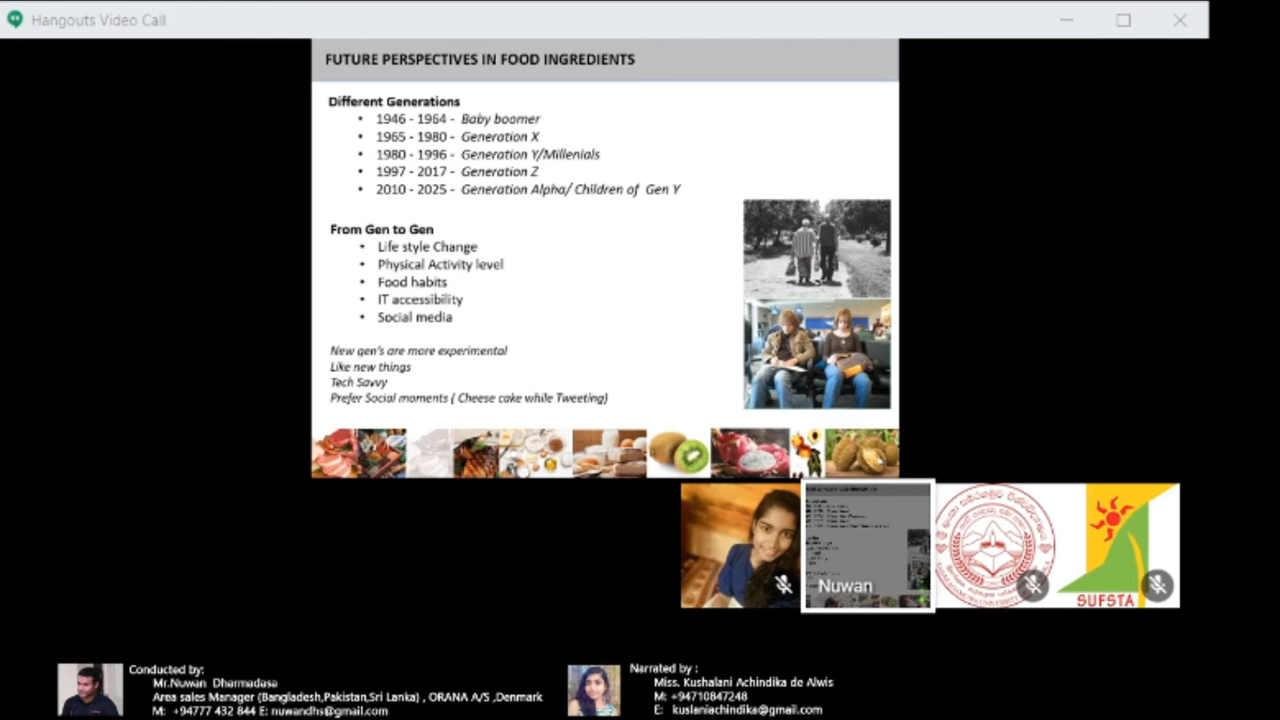 Hangouts Video Call
FUTURE PERSPECTIVES IN FOOD INGREDIENTS
Different Generations
• 1946 - 1964 - Baby boomer
• 1965 - 1980 - Generation X
• 1980 - 1996 - Generation Y/Millenials
• 1997 - 2017 - Generation Z
• 2010 - 2025 - Generation Alpha/ Children of Gen Y
From Gen to Gen
• Life style Change
• Physical Activity level
• Food habits
• IT accessibility
• Social media
New gen's are more experimental
Like new things
Tech Savvy
Prefer Social moments ( Cheese cake while Tweeting)
Nuwan
SUFSTA
Conducted by:
Mr.Nuwan Dharmadasa
Area sales Manager (Bangladesh,Pakistan,Sri Lanka) , ORANA A/S ,Denmark
M: +94777 432 844 E: nuwandhs@gmail.com
Narrated by :
Miss. Kushalani Achindika de Alwis
M: +94710847248
E: kuslaniachindika@gmail.com